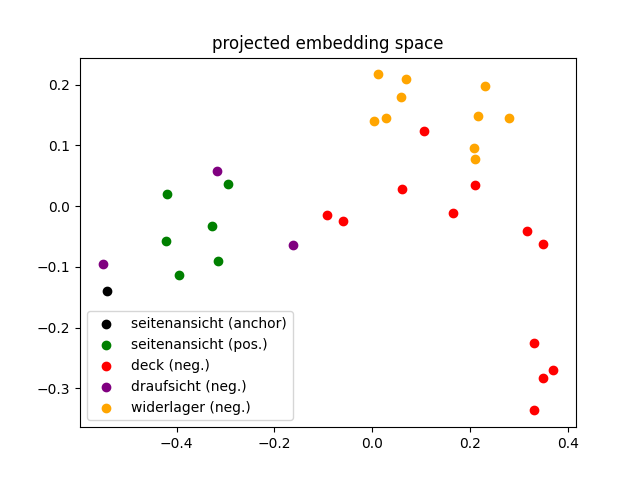 projected embedding space
0.2
0.1
0.0
−0.1
−0.2
−0.3
−0.4
−0.2
0.0
0.2
0.4
seitenansicht (anchor)
seitenansicht (pos.)
deck (neg.)
draufsicht (neg.)
widerlager (neg.)